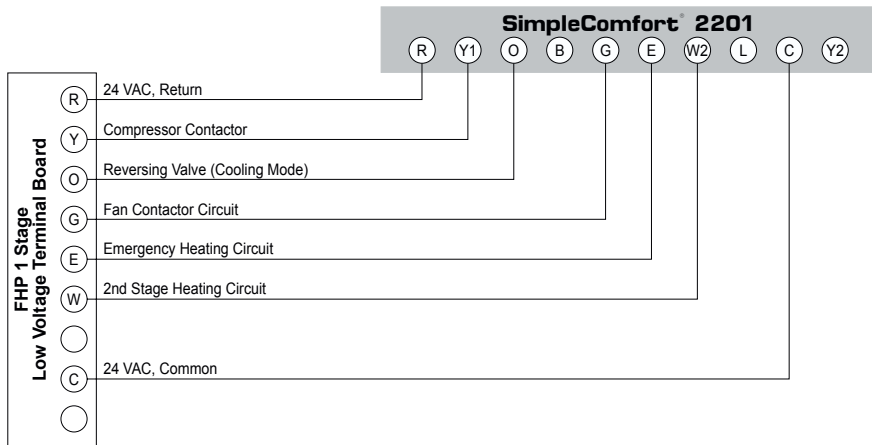 SimpleComfort® 2201
R Y1 O B G E W2 L C Y2
FHP 1 Stage
Low Voltage Terminal Board
R 24 VAC, Return
Y Compressor Contactor
O Reversing Valve (Cooling Mode)
G Fan Contactor Circuit
E Emergency Heating Circuit
W 2nd Stage Heating Circuit
C 24 VAC, Common